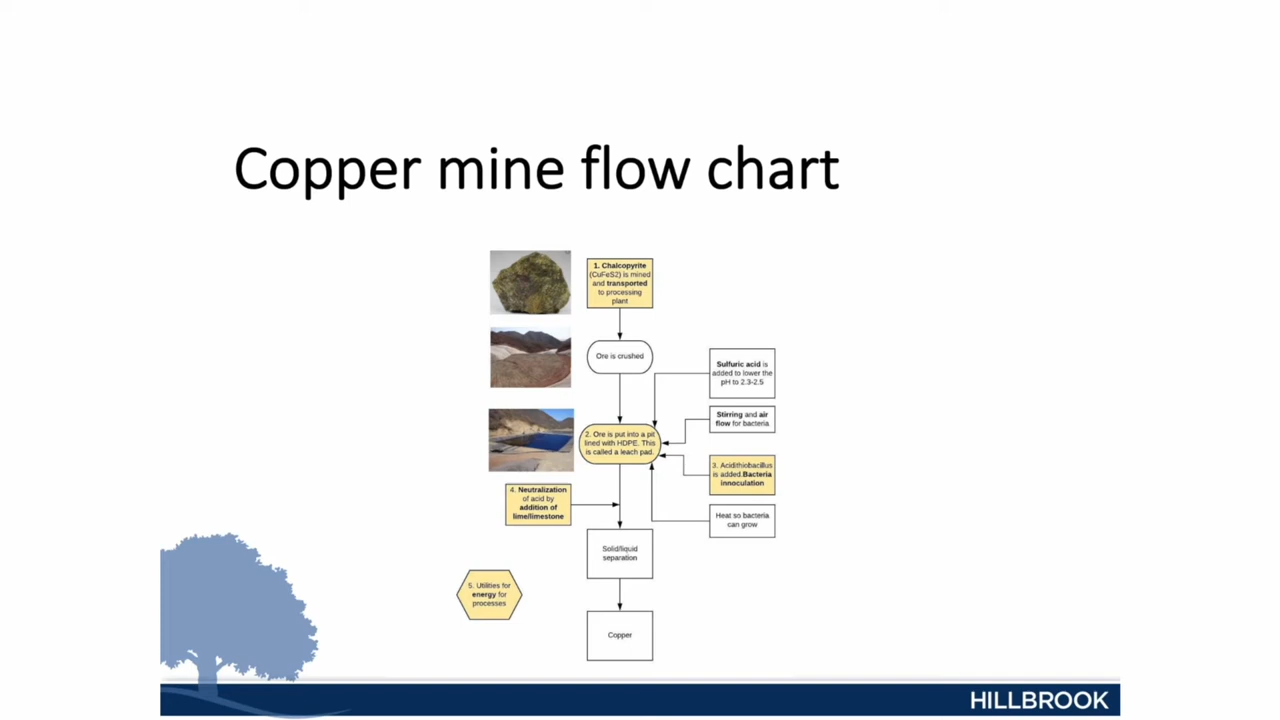 Copper mine flow chart
1. Chalcopyrite
(CuFeS2) is mined
and transported
to processing
plant
Ore is crushed
Sulfuric acid is
added to lower the
pH to 2.3-2.5
Stirring and air
flow for bacteria
2. Ore is put into a pit
lined with HDPE. This
is called a leach pad.
3. Acidithiobacillus
is added.Bacteria
innoculation
4. Neutralization
of acid by
addition of
lime/limestone
Heat so bacteria
can grow
Solid/liquid
separation
5. Utilities for
energy for
processes
Copper
HILLBROOK